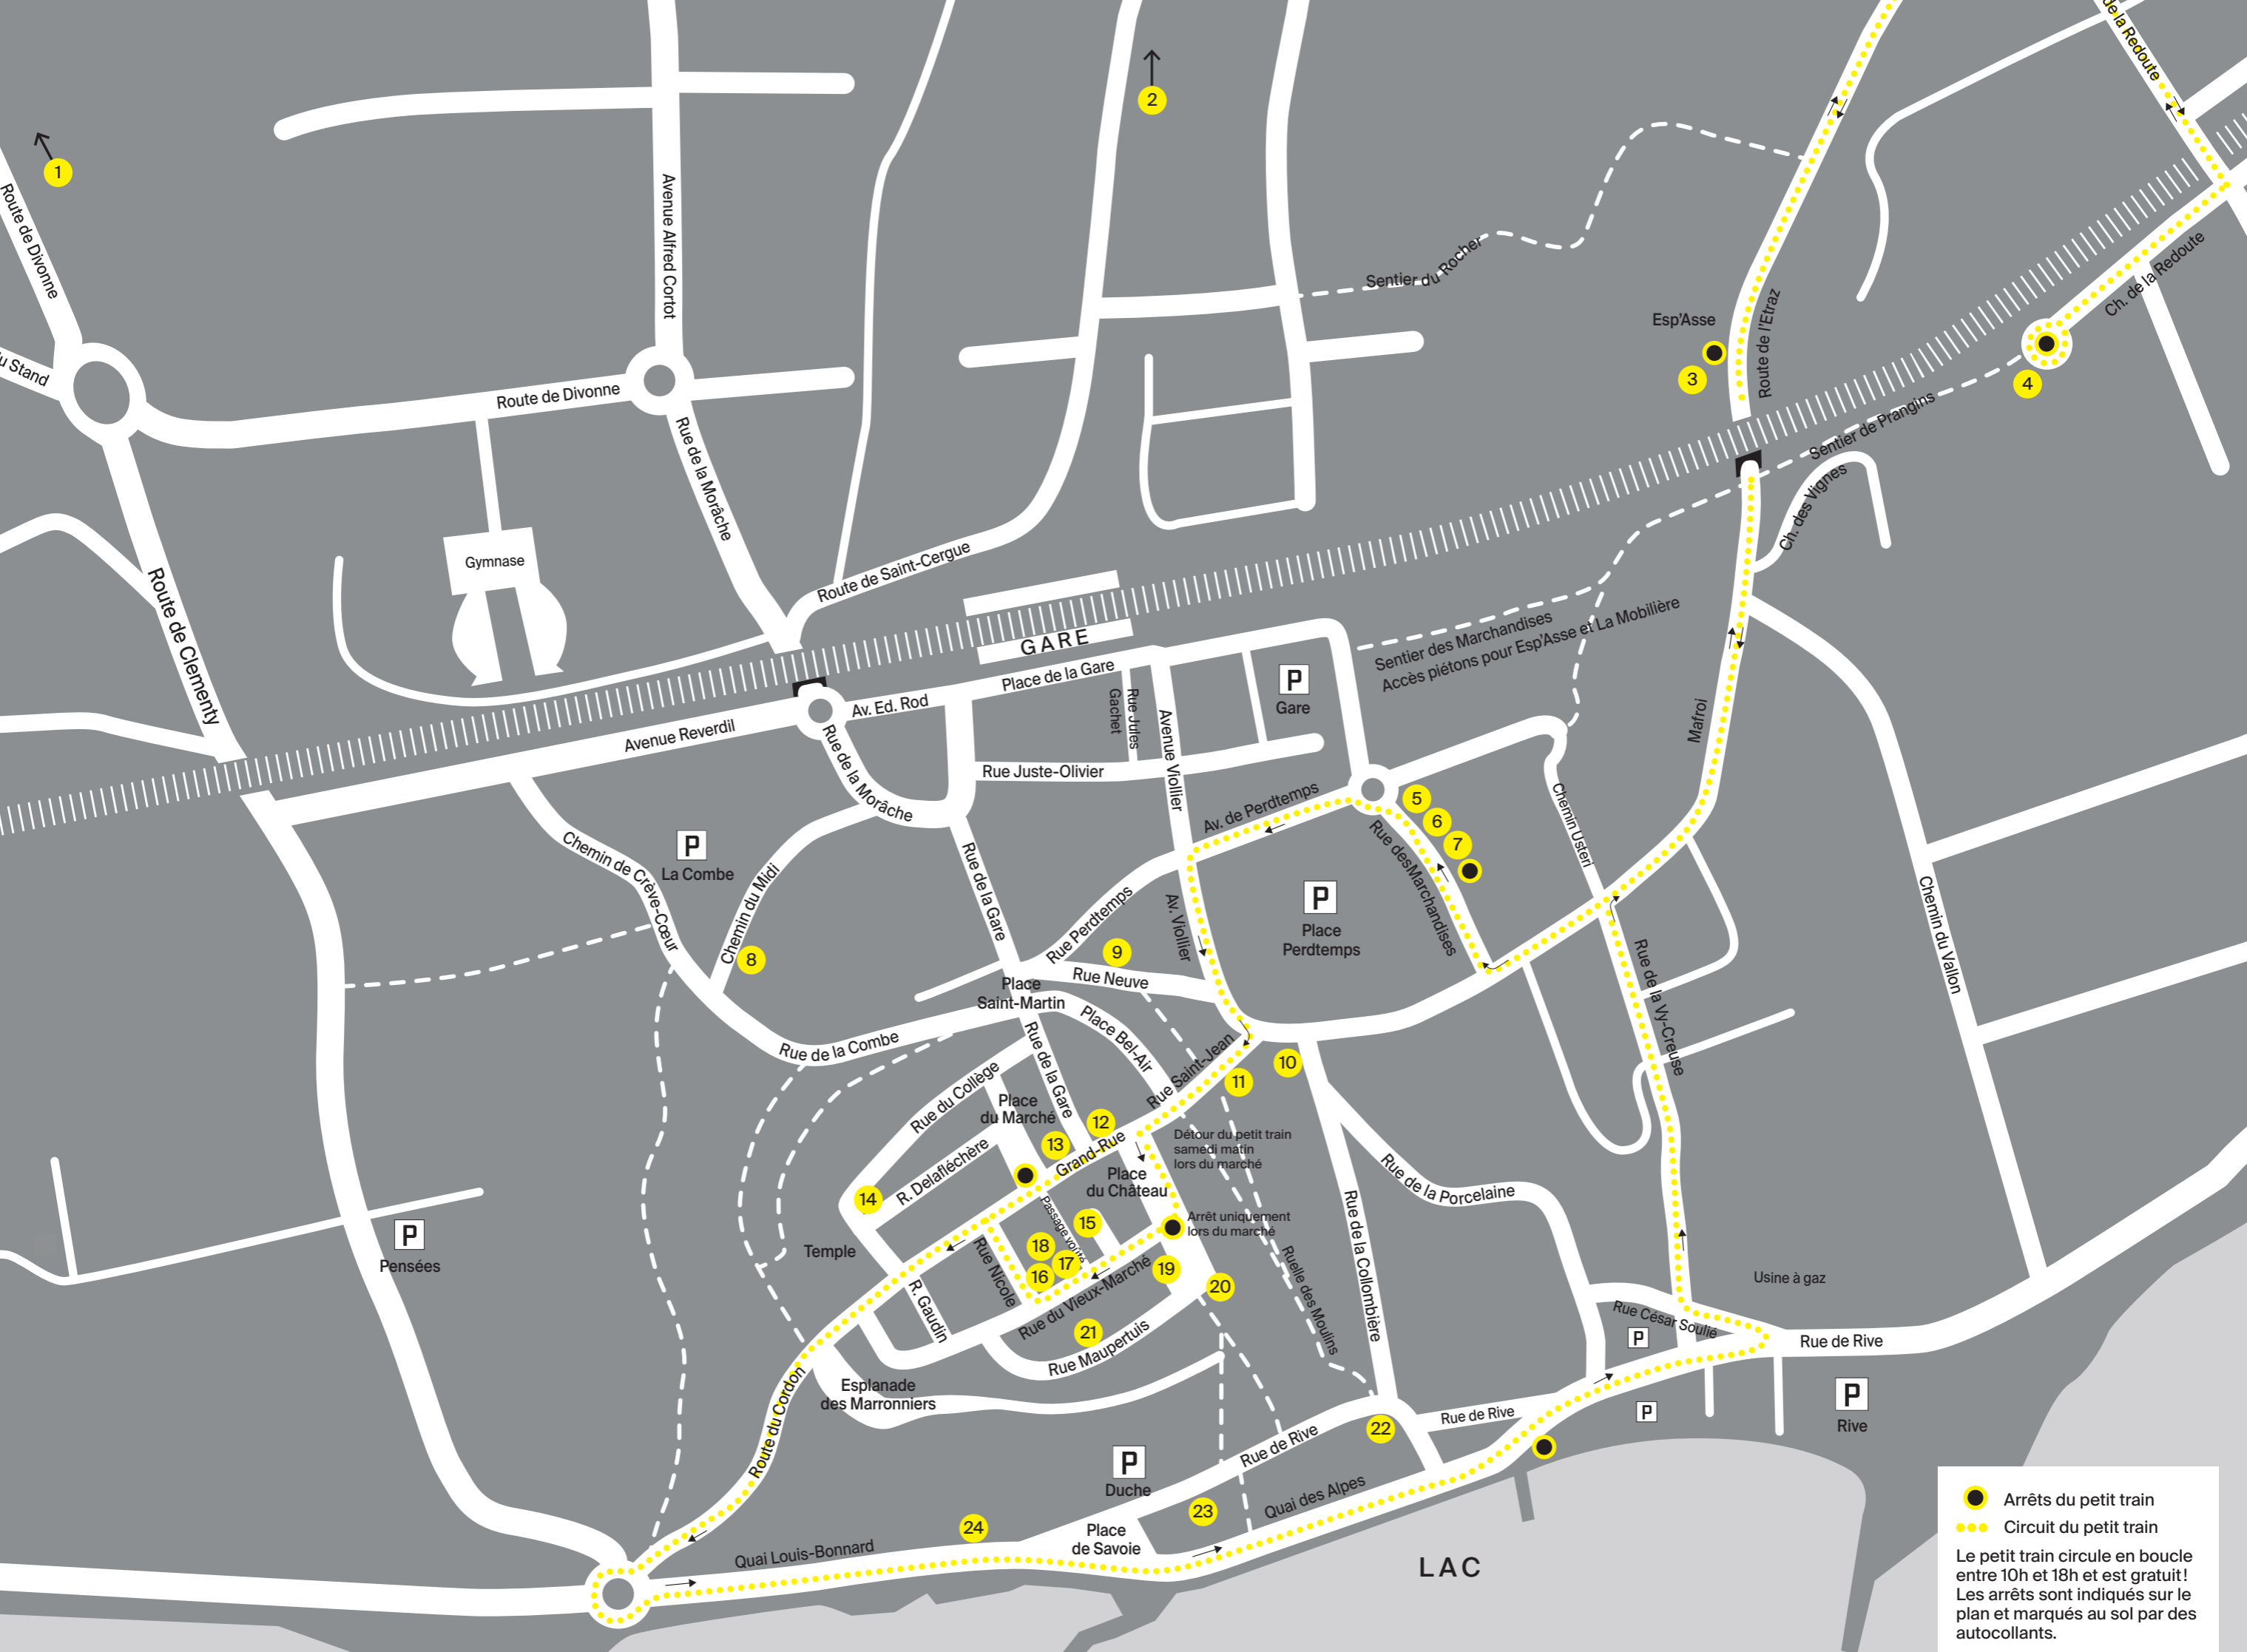 de la Redoute
2
1
Route de Divonne
Avenue Alfred Cortot
Sentier du Rocher
Ch. de la Redoute
Esp'Asse
Route de l'Etraz
3
4
u Stand
Route de Divonne
Rue de la Morâche
Sentier de Prangins
Ch. des Vignes
Gymnase
Route de Saint-Cergue
Route de Clementy
GARE
Sentier des Marchandises
Accès piétons pour Esp'Asse et La Mobilière
Place de la Gare
Av. Ed. Rod
Avenue Reverdil
Rue Jules
Gachet
Avenue Viollier
P
Gare
Mafroi
Rue de la Morâche
Rue Juste-Olivier
Av. de Perdtemps
5
6
7
Rue des Marchandises
Chemin Usteri
Chemin de Crève-Cœur
P
La Combe
Chemin du Midi
Rue de la Gare
Rue Perdtemps
Av. Viollier
P
Place
Perdtemps
Chemin du Vallon
8
9
Rue Neuve
Place
Saint-Martin
Rue de la Vy-Creuse
Rue de la Combe
Place Bel-Air
Rue de la Gare
Rue Saint-Jean
10
11
Rue du Collège
Place
du Marché
12
13
Grand-Rue
Détour du petit train
samedi matin
lors du marché
R. Delafléchère
14
Place
du Château
Rue de la Porcelaine
Passage voûté
15
Arrêt uniquement
lors du marché
Rue de la Colombière
P
Pensées
Temple
18
17
16
Rue Nicole
19
20
Ruelle des Moulins
R. Gaudin
Rue du Vieux-Marché
21
Rue Maupertuis
Usine à gaz
Rue César Soulié
P
Rue de Rive
Route du Cordon
Esplanade
des Marronniers
P
Rive
P
Rue de Rive
22
Rue de Rive
P
Duche
23
Quai des Alpes
24
Place
de Savoie
Quai Louis-Bonnard
LAC
Arrêts du petit train
Circuit du petit train
Le petit train circule en boucle
entre 10h et 18h et est gratuit!
Les arrêts sont indiqués sur le
plan et marqués au sol par des
autocollants.